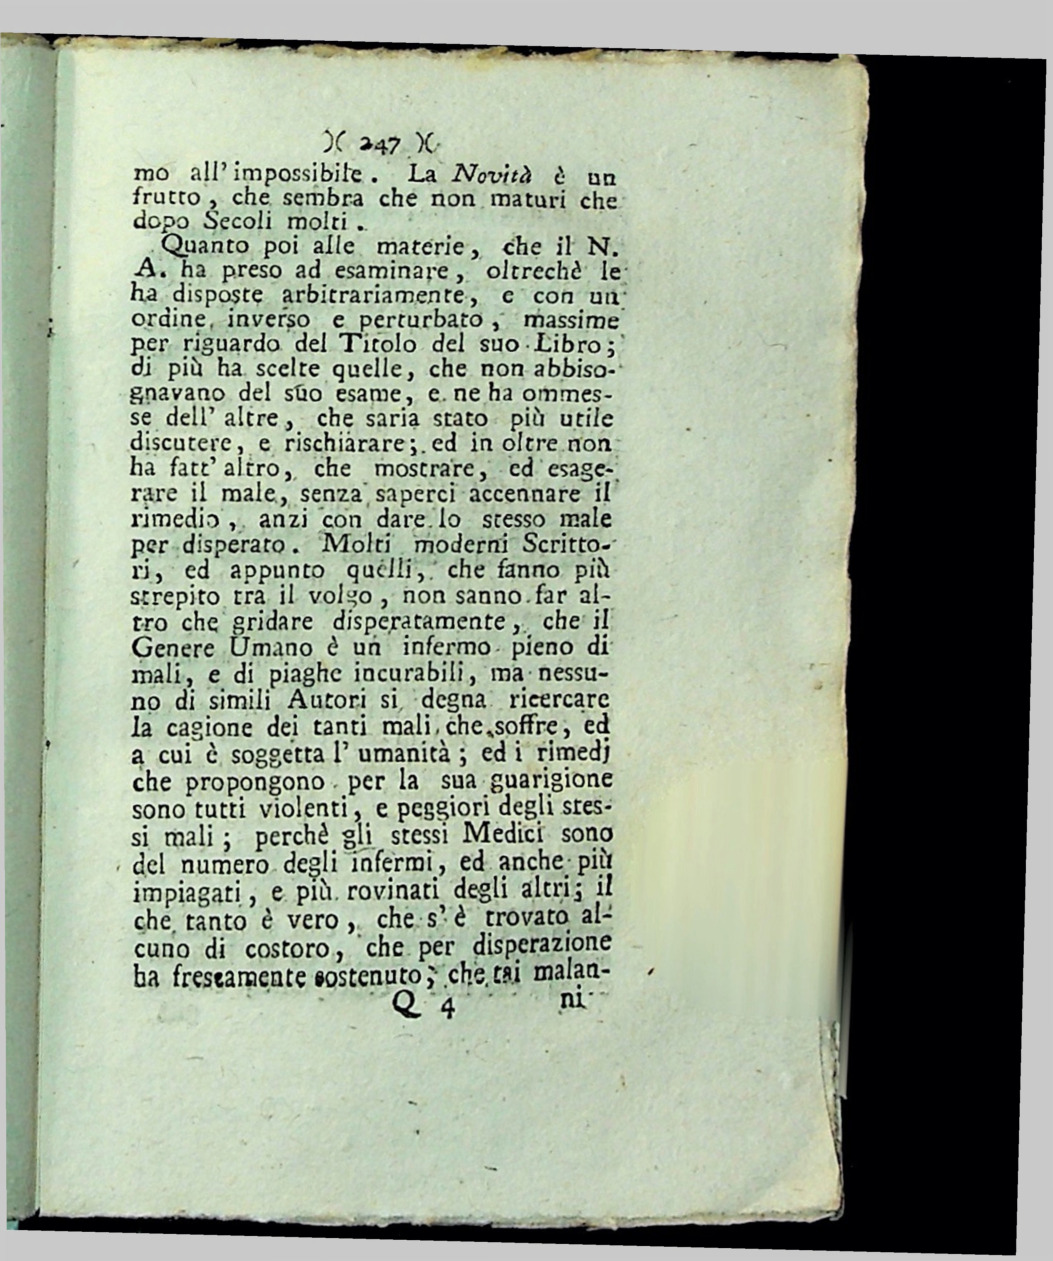 )( 247 )(
mo all' impossibile. La Novità è un
frutto, che sembra che non maturi che
dopo Secoli molti.
Quanto poi alle materie, che il N.
A. ha preso ad esaminare, oltrechè le
ha disposte arbitrariamente, e con un
ordine inverso e perturbato, massime
per riguardo del Titolo del suo Libro;
di più ha scelte quelle, che non abbiso-
gnavano del suo esame, e ne ha ommes-
se dell' altre, che saria stato più utile
discutere, e rischiarare; ed in oltre non
ha fatt' altro, che mostrare, ed esage-
rare il male, senza saperci accennare il
rimedio, anzi con dare lo stesso male
per disperato. Molti moderni Scritto-
ri, ed appunto quelli, che fanno più
strepito tra il volgo, non sanno far al-
tro che gridare disperatamente, che il
Genere Umano è un infermo pieno di
mali, e di piaghe incurabili, ma nessu-
no di simili Autori si degna ricercare
la cagione dei tanti mali che soffre, ed
a cui è soggetta l' umanità; ed i rimedj
che propongono per la sua guarigione
sono tutti violenti, e peggiori degli stes-
si mali; perchè gli stessi Medici sono
del numero degli infermi, ed anche più
impiagati, e più rovinati degli altri; il
che tanto è vero, che s' è trovato al-
cuno di costoro, che per disperazione
ha frestamente sostenuto; che tai malan-
Q 4 ni